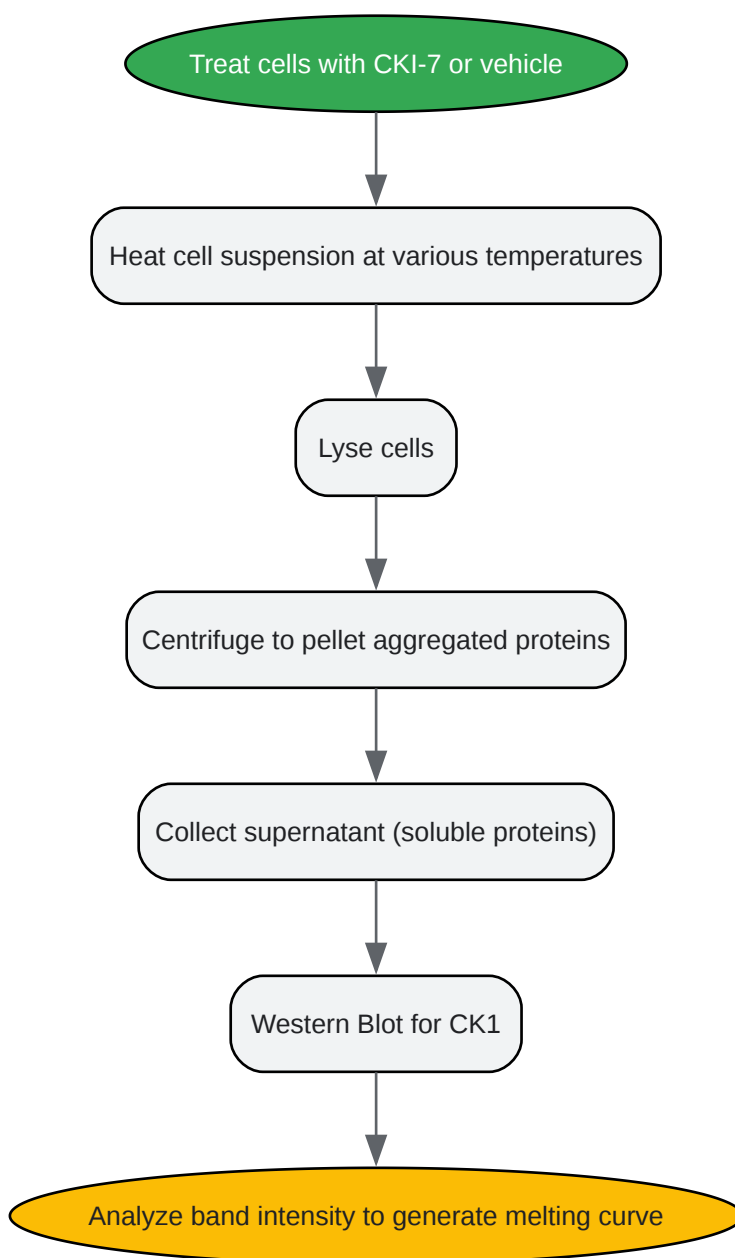 Treat cells with CKI-7 or vehicle
Heat cell suspension at various temperatures
Lyse cells
Centrifuge to pellet aggregated proteins
Collect supernatant (soluble proteins)
Western Blot for CK1
Analyze band intensity to generate melting curve